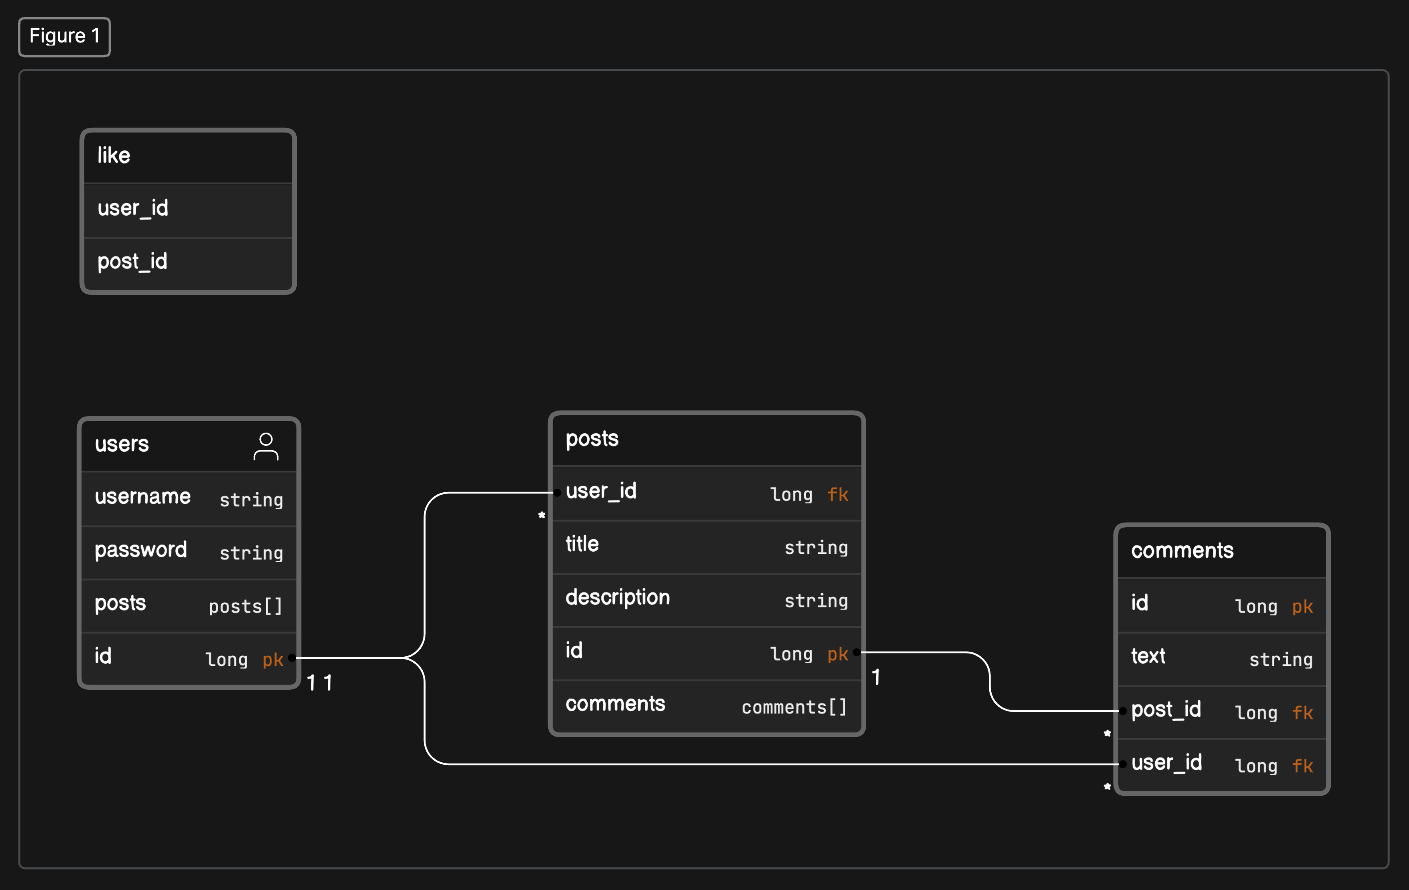 Figure 1
like
user_id
post_id
users
username string
password string
posts posts[]
id long pk
1 1
posts
* user_id long fk
title string
description string
id long pk
1
comments comments[]
comments
id long pk
text string
post_id long fk
*
user_id long fk
*